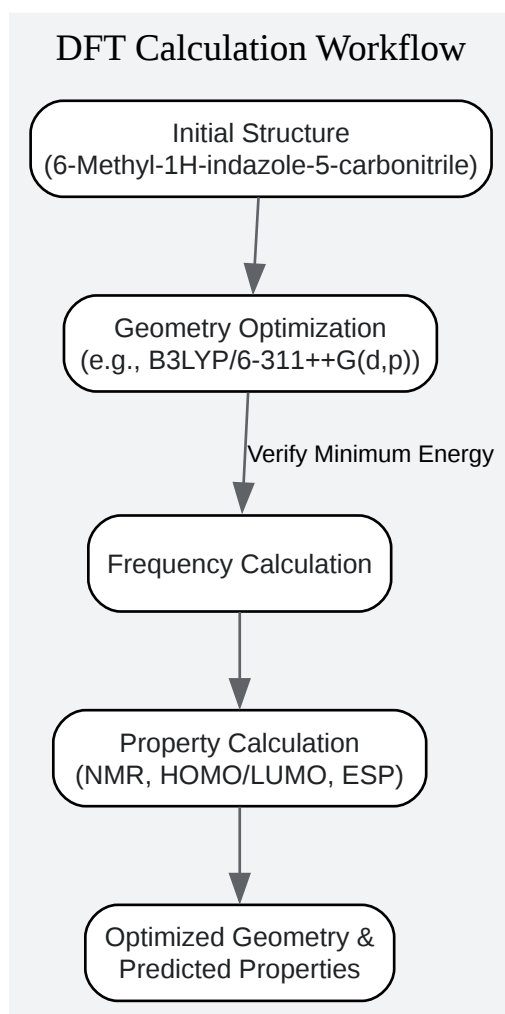 DFT Calculation Workflow
Initial Structure
(6-Methyl-1H-indazole-5-carbonitrile)
Geometry Optimization
(e.g., B3LYP/6-311++G(d,p))
Verify Minimum Energy
Frequency Calculation
Property Calculation
(NMR, HOMO/LUMO, ESP)
Optimized Geometry &
Predicted Properties